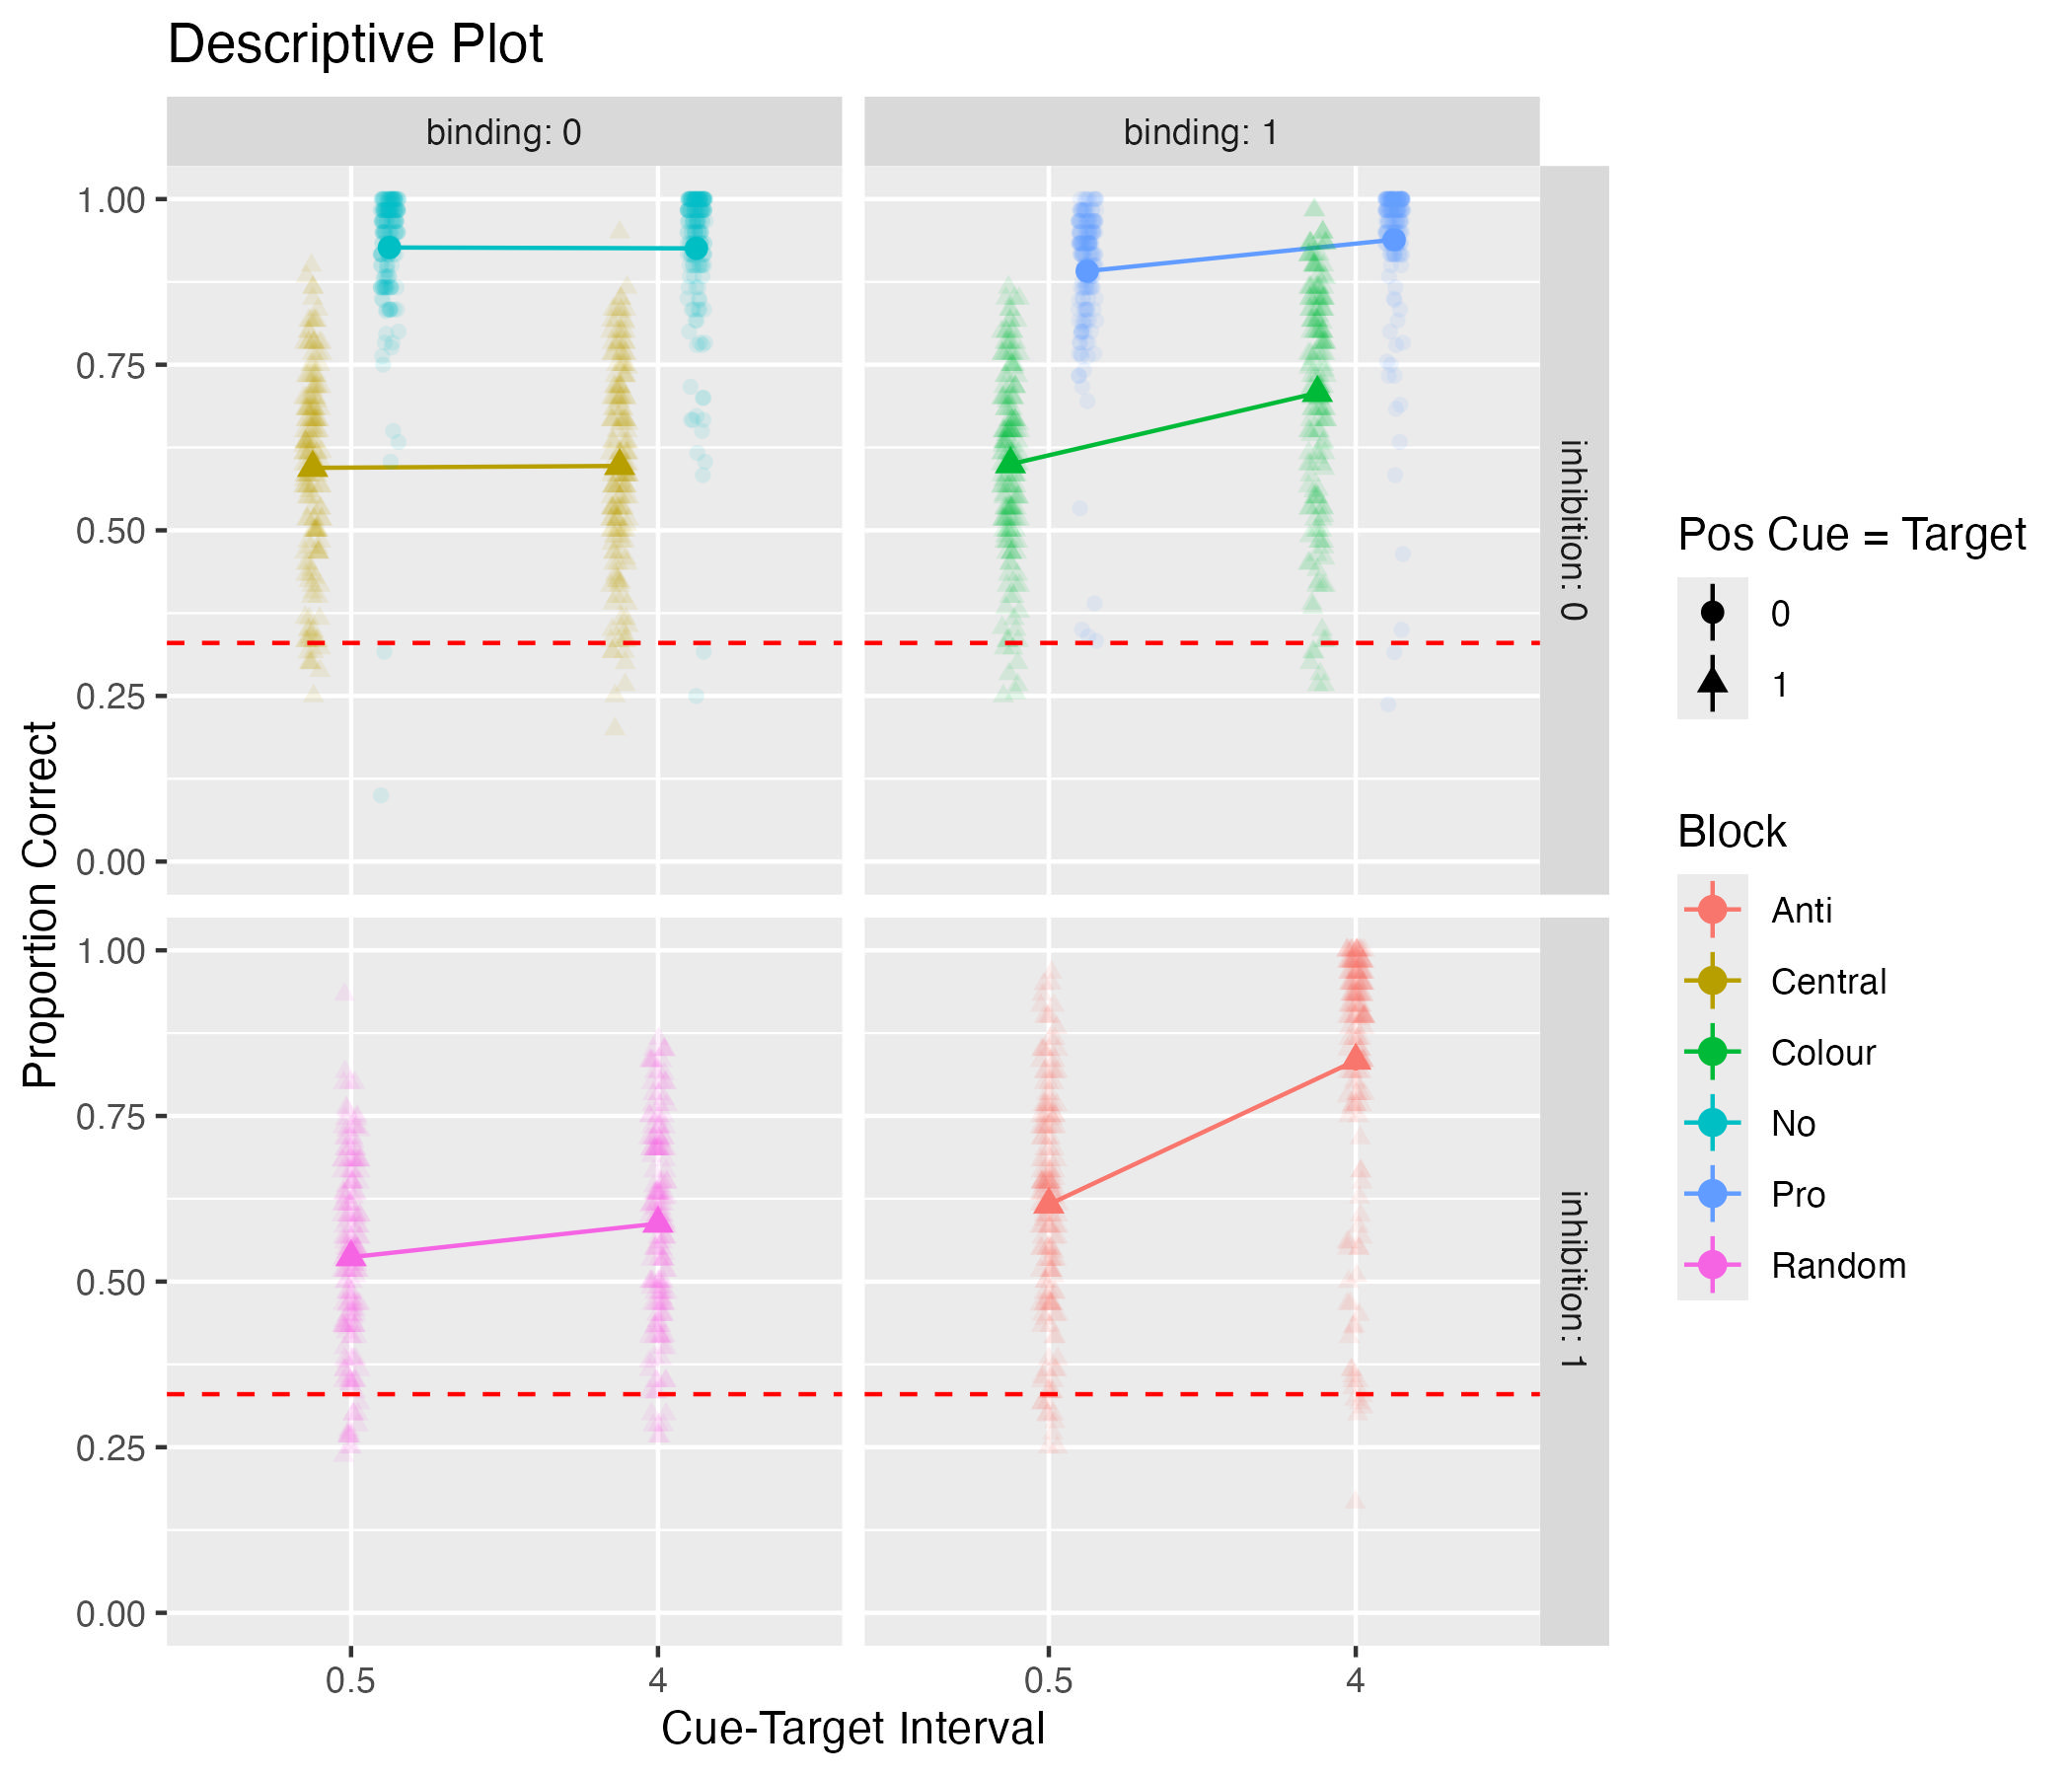 Descriptive Plot
binding: 0
binding: 1
1.00
0.75
0.50
0.25
0.00
inhibition: 0
1.00
0.75
0.50
0.25
0.00
inhibition: 1
Proportion Correct
0.5
4
0.5
4
Cue-Target Interval
Pos Cue = Target
0
1
Block
Anti
Central
Colour
No
Pro
Random